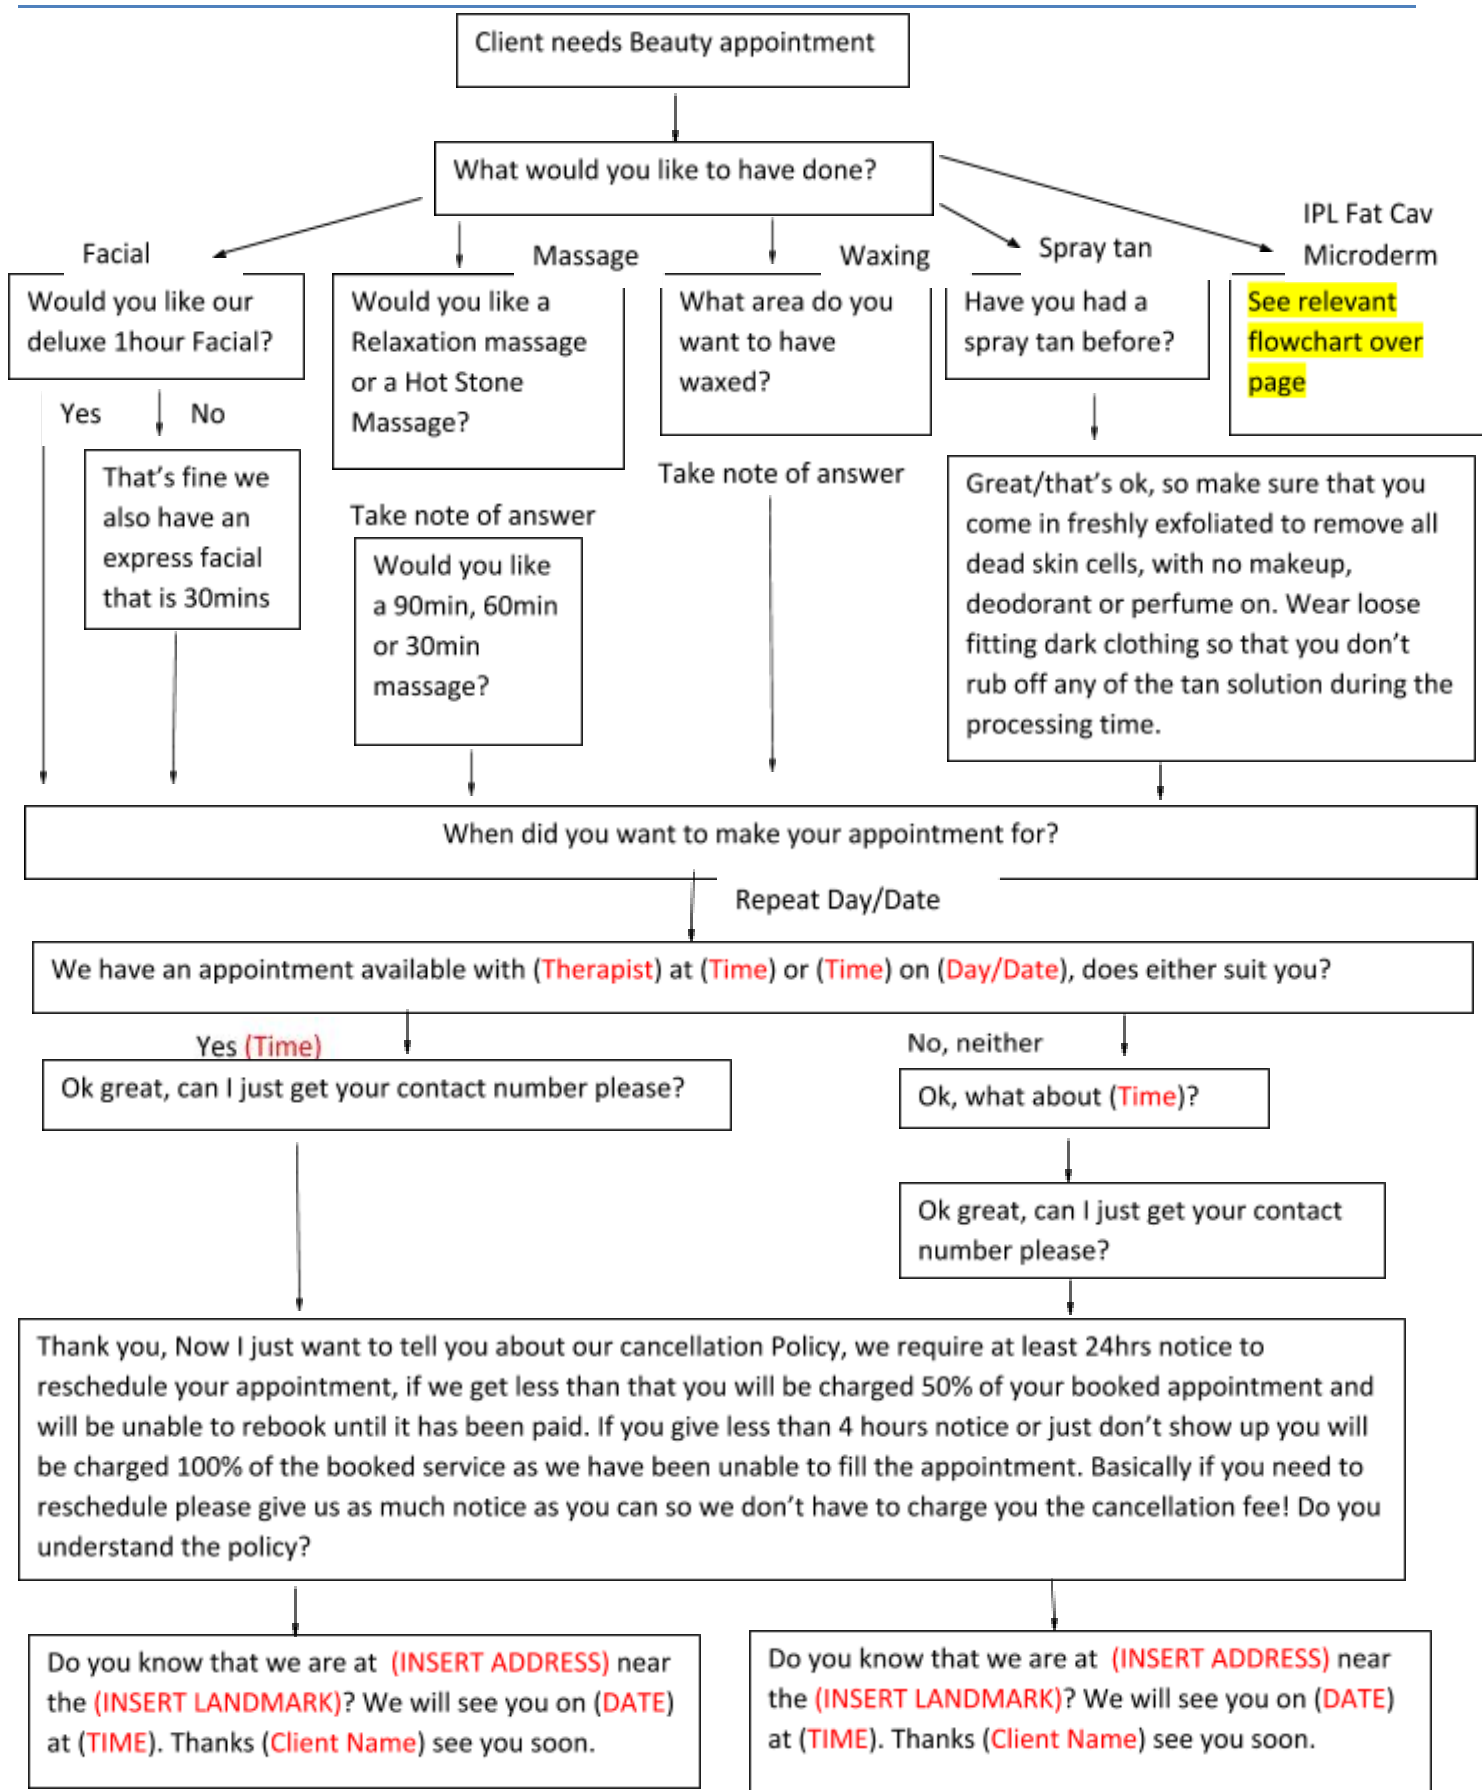 Client needs Beauty appointment
What would you like to have done?
Facial
Massage
Waxing
Spray tan
IPL Fat Cav
Microderm
Would you like our
deluxe 1hour Facial?
Yes
No
That's fine we
also have an
express facial
that is 30mins
Would you like a
Relaxation massage
or a Hot Stone
Massage?
Take note of answer
Would you like
a 90min, 60min
or 30min
massage?
What area do you
want to have
waxed?
Take note of answer
Have you had a
spray tan before?
Great/that's ok, so make sure that you
come in freshly exfoliated to remove all
dead skin cells, with no makeup,
deodorant or perfume on. Wear loose
fitting dark clothing so that you don't
rub off any of the tan solution during the
processing time.
See relevant
flowchart over
page
When did you want to make your appointment for?
Repeat Day/Date
We have an appointment available with (Therapist) at (Time) or (Time) on (Day/Date), does either suit you?
Yes (Time)
Ok great, can I just get your contact number please?
No, neither
Ok, what about (Time)?
Ok great, can I just get your contact
number please?
Thank you, Now I just want to tell you about our cancellation Policy, we require at least 24hrs notice to
reschedule your appointment, if we get less than that you will be charged 50% of your booked appointment and
will be unable to rebook until it has been paid. If you give less than 4 hours notice or just don't show up you will
be charged 100% of the booked service as we have been unable to fill the appointment. Basically if you need to
reschedule please give us as much notice as you can so we don't have to charge you the cancellation fee! Do you
understand the policy?
Do you know that we are at (INSERT ADDRESS) near
the (INSERT LANDMARK)? We will see you on (DATE)
at (TIME). Thanks (Client Name) see you soon.
Do you know that we are at (INSERT ADDRESS) near
the (INSERT LANDMARK)? We will see you on (DATE)
at (TIME). Thanks (Client Name) see you soon.